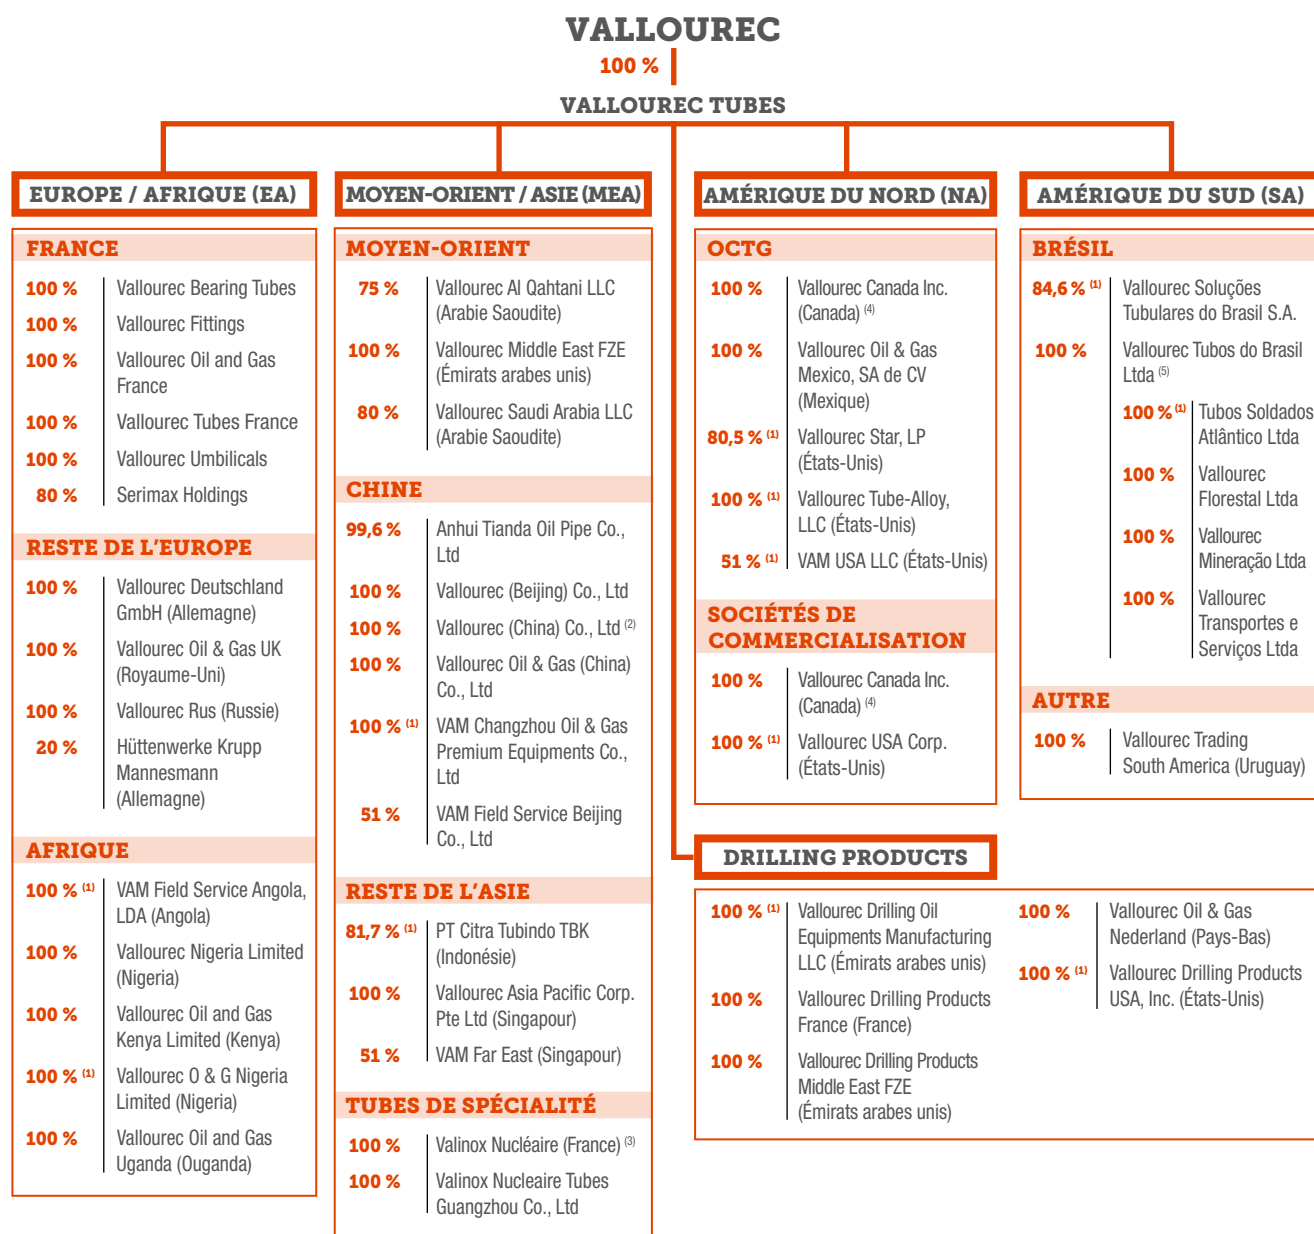 VALLOUREC
100 %
VALLOUREC TUBES
EUROPE / AFRIQUE (EA)
FRANCE
100 % Vallourec Bearing Tubes
100 % Vallourec Fittings
100 % Vallourec Oil and Gas
France
100 % Vallourec Tubes France
100 % Vallourec Umbilicals
80 % Serimax Holdings
RESTE DE L'EUROPE
100 % Vallourec Deutschland
GmbH (Allemagne)
100 % Vallourec Oil & Gas UK
(Royaume-Uni)
100 % Vallourec Rus (Russie)
20 % Hüttenwerke Krupp
Mannesmann
(Allemagne)
AFRIQUE
100 % (1) VAM Field Service Angola,
LDA (Angola)
100 % Vallourec Nigeria Limited
(Nigeria)
100 % Vallourec Oil and Gas
Kenya Limited (Kenya)
100 % (1) Vallourec O & G Nigeria
Limited (Nigeria)
100 % Vallourec Oil and Gas
Uganda (Ouganda)
MOYEN-ORIENT / ASIE (MEA)
MOYEN-ORIENT
75 % Vallourec Al Qahtani LLC
(Arabie Saoudite)
100 % Vallourec Middle East FZE
(Émirats arabes unis)
80 % Vallourec Saudi Arabia LLC
(Arabie Saoudite)
CHINE
99,6 % Anhui Tianda Oil Pipe Co.,
Ltd
100 % Vallourec (Beijing) Co., Ltd
100 % Vallourec (China) Co., Ltd (2)
100 % Vallourec Oil & Gas (China)
Co., Ltd
100 % (1) VAM Changzhou Oil & Gas
Premium Equipments Co.,
Ltd
51 % VAM Field Service Beijing
Co., Ltd
RESTE DE L'ASIE
81,7 % (1) PT Citra Tubindo TBK
(Indonésie)
100 % Vallourec Asia Pacific Corp.
Pte Ltd (Singapour)
51 % VAM Far East (Singapour)
TUBES DE SPÉCIALITÉ
100 % Valinox Nucléaire (France) (3)
100 % Valinox Nucleaire Tubes
Guangzhou Co., Ltd
AMÉRIQUE DU NORD (NA)
OCTG
100 % Vallourec Canada Inc.
(Canada) (4)
100 % Vallourec Oil & Gas
Mexico, SA de CV
(Mexique)
80,5 % (1) Vallourec Star, LP
(États-Unis)
100 % (1) Vallourec Tube-Alloy,
LLC (États-Unis)
51 % (1) VAM USA LLC (États-Unis)
SOCIÉTÉS DE
COMMERCIALISATION
100 % Vallourec Canada Inc.
(Canada) (4)
100 % (1) Vallourec USA Corp.
(États-Unis)
AMÉRIQUE DU SUD (SA)
BRÉSIL
84,6 % (1) Vallourec Soluções
Tubulares do Brasil S.A.
100 % Vallourec Tubos do Brasil
Ltda (5)
100 % (1) Tubos Soldados
Atlântico Ltda
100 % Vallourec
Florestal Ltda
100 % Vallourec
Mineração Ltda
100 % Vallourec
Transportes e
Serviços Ltda
AUTRE
100 % Vallourec Trading
South America (Uruguay)
DRILLING PRODUCTS
100 % (1) Vallourec Drilling Oil
Equipments Manufacturing
LLC (Émirats arabes unis)
100 % Vallourec Drilling Products
France (France)
100 % Vallourec Drilling Products
Middle East FZE
(Émirats arabes unis)
100 % Vallourec Oil & Gas
Nederland (Pays-Bas)
100 % (1) Vallourec Drilling Products
USA, Inc. (États-Unis)